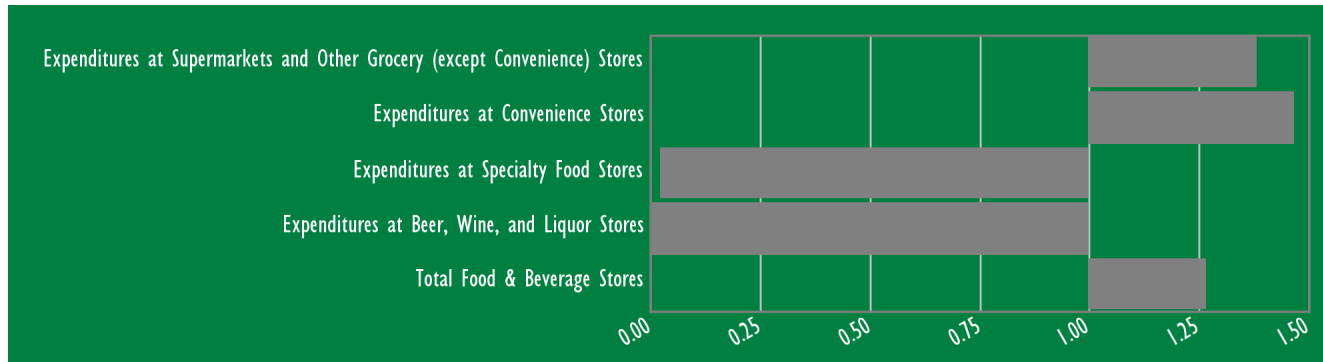 Expenditures at Supermarkets and Other Grocery (except Convenience) Stores
Expenditures at Convenience Stores
Expenditures at Specialty Food Stores
Expenditures at Beer, Wine, and Liquor Stores
Total Food & Beverage Stores
0.00 0.25 0.50 0.75 1.00 1.25 1.50